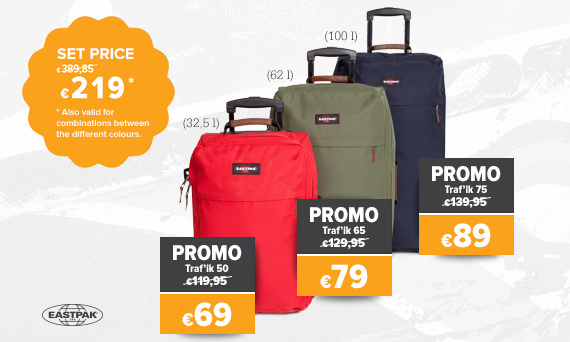 SET PRICE
€389,85
€219*
* Also valid for
combinations between
the different colours.
(32,5 l)
(62 l)
(100 l)
EASTPAK
EASTPAK
EASTPAK
PROMO
Traf'ik 50
€119,95
€69
PROMO
Traf'ik 65
€129,95
€79
PROMO
Traf'ik 75
€139,95
€89
EASTPAK